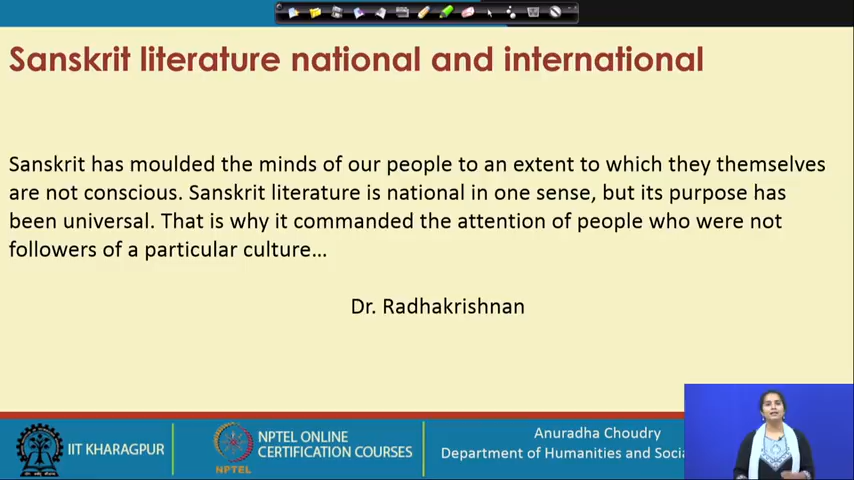 Sanskrit literature national and international
Sanskrit has moulded the minds of our people to an extent to which they themselves
are not conscious. Sanskrit literature is national in one sense, but its purpose has
been universal. That is why it commanded the attention of people who were not
followers of a particular culture...
Dr. Radhakrishnan
IIT KHARAGPUR
NPTEL
NPTEL ONLINE
CERTIFICATION COURSES
Anuradha Choudry
Department of Humanities and Socia